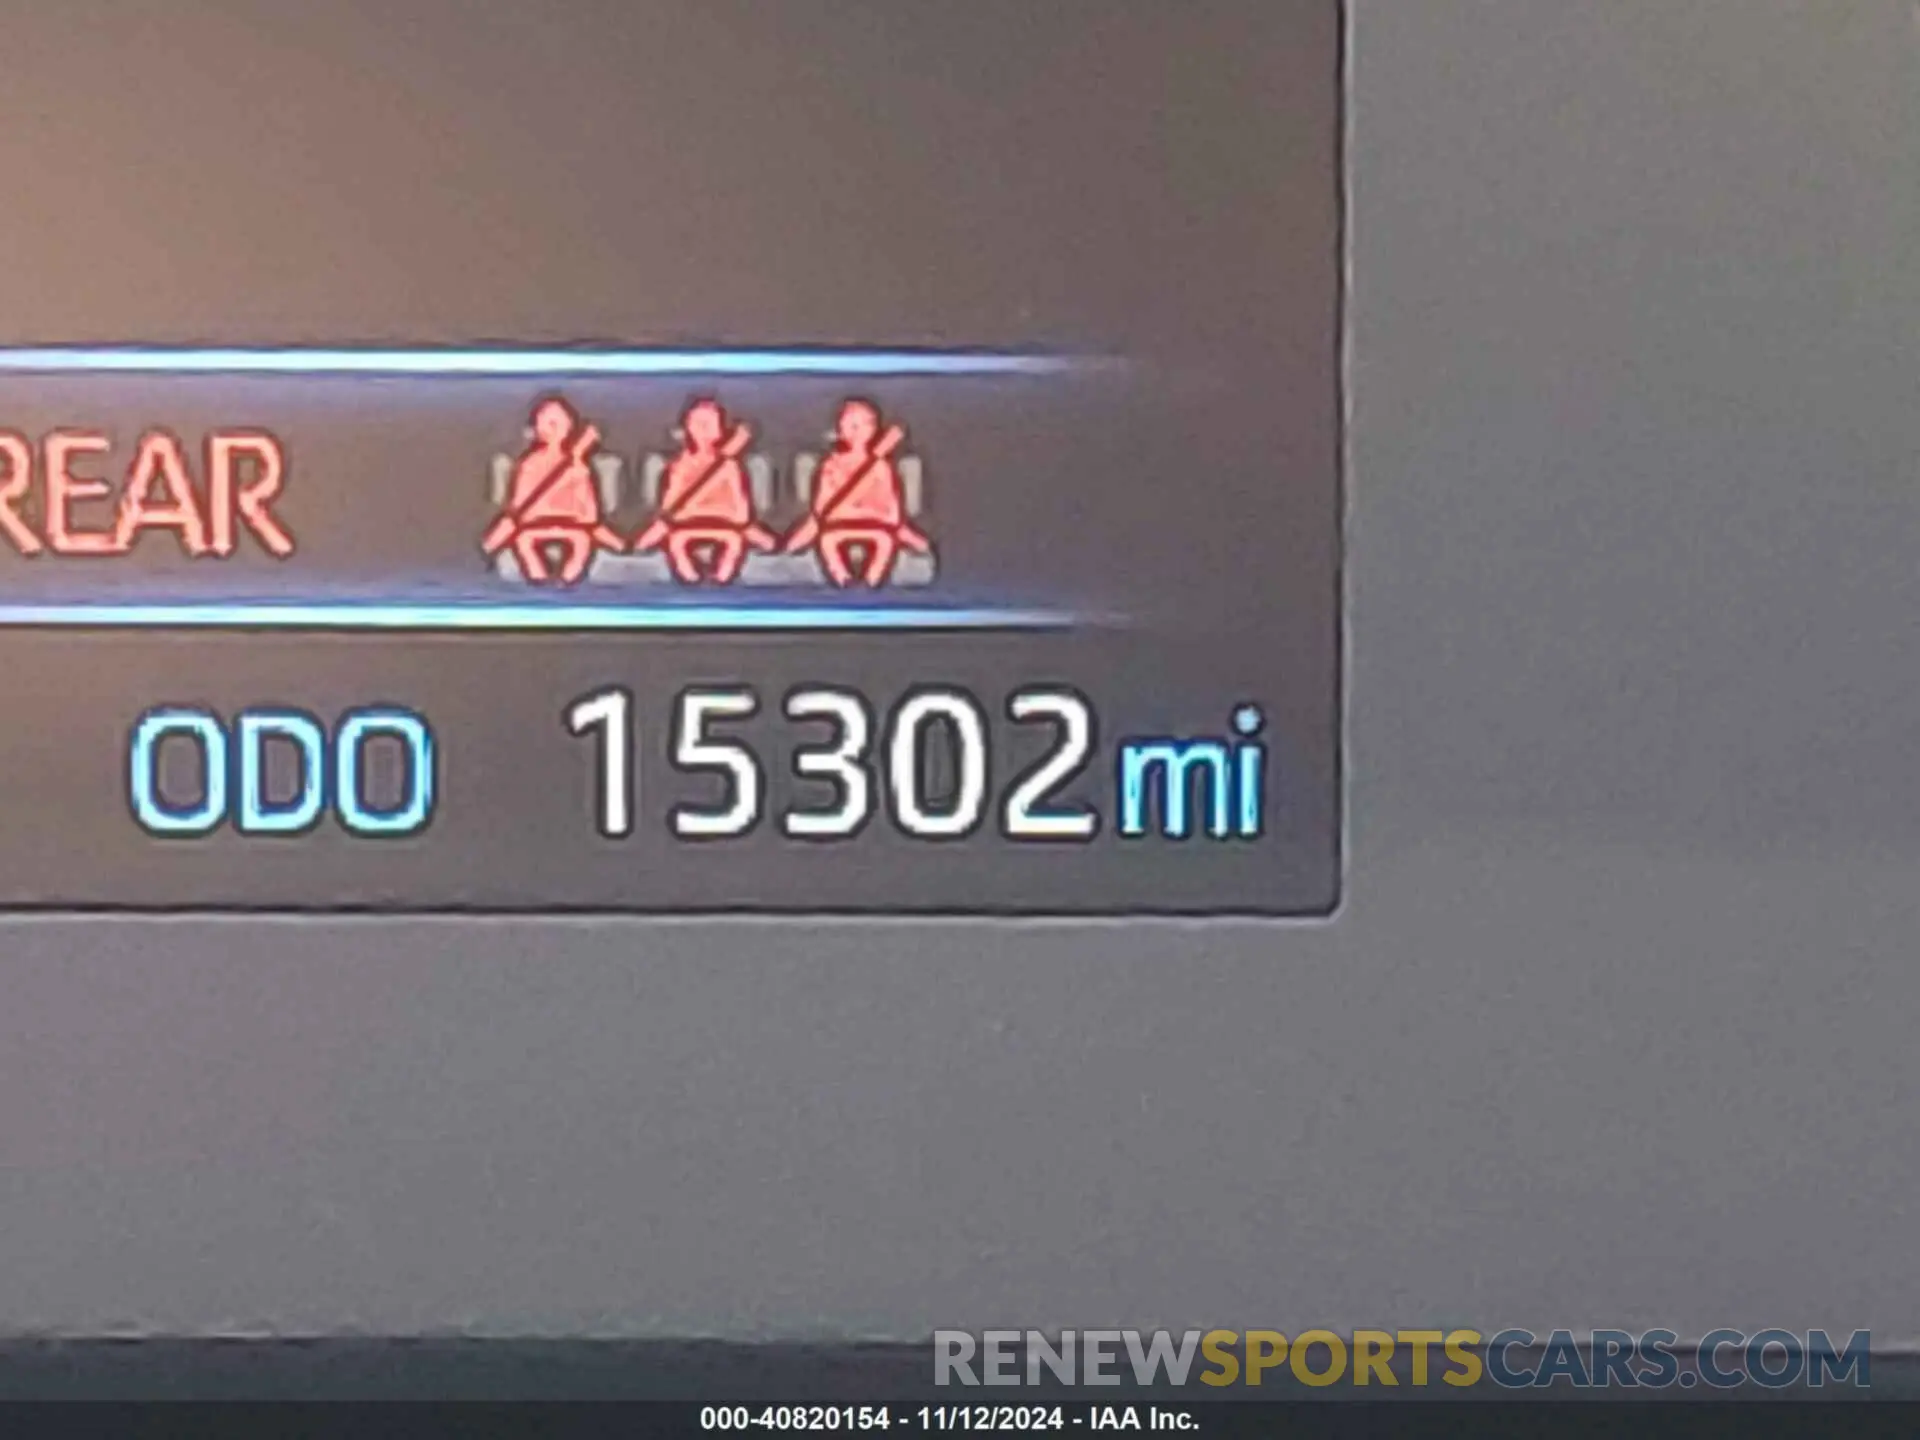 REAR
ODO 15302mi
RENEWSPORTSCARS.COM
000-40820154 - 11/12/2024 - IAA Inc.